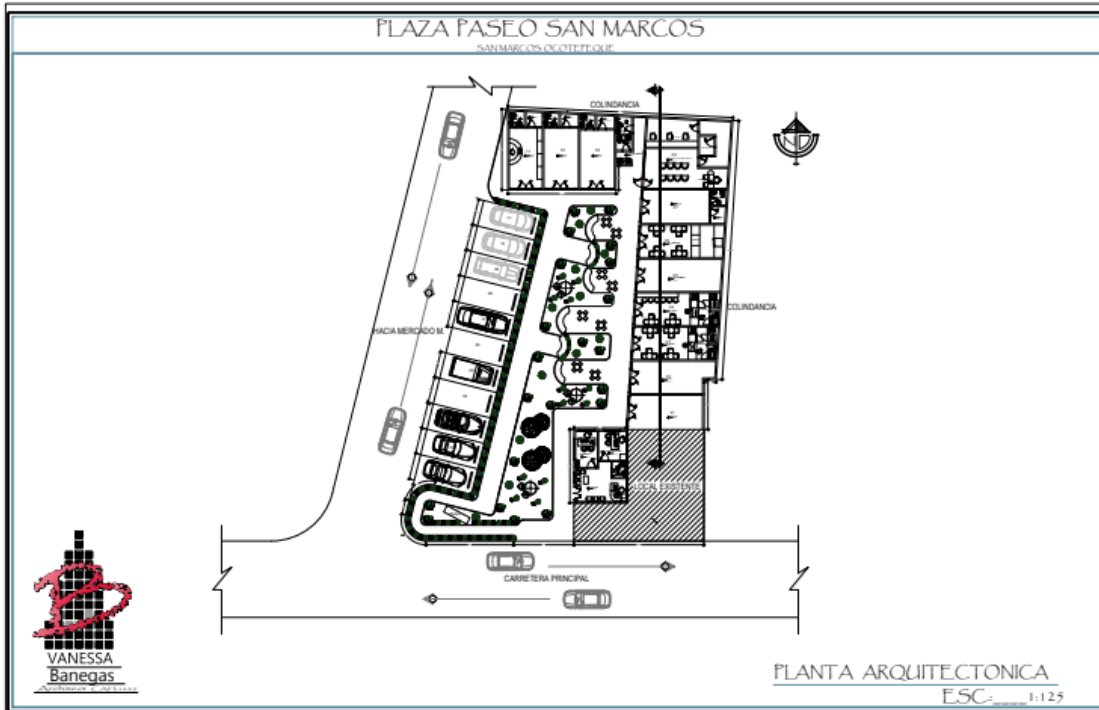 PLAZA PASEO SAN MARCOS
SAN MARCOS, OCOTEPEQUE
COLINDANCIA
COLINDANCIA
HACIA MERCADO M.
LOCAL EXISTENTE
CARRETERA PRINCIPAL
VANESSA
Banegas
PLANTA ARQUITECTONICA
ESC:____1:125